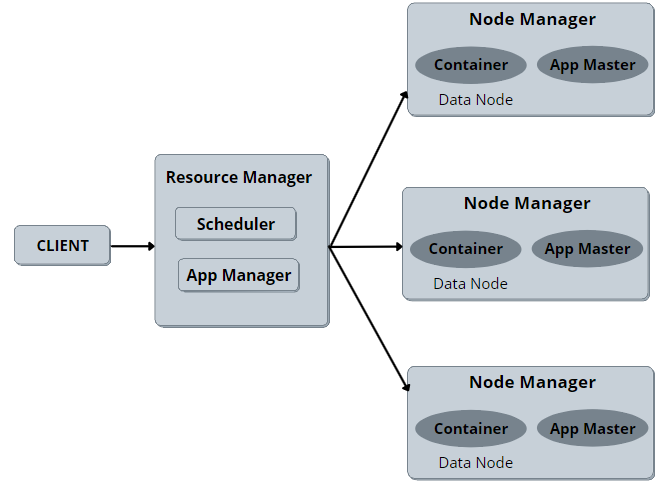 CLIENT
Resource Manager
Scheduler
App Manager
Node Manager
Container
App Master
Data Node
Node Manager
Container
App Master
Data Node
Node Manager
Container
App Master
Data Node